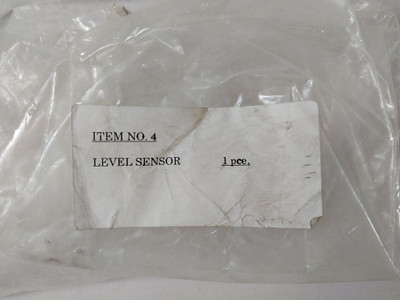 ITEM NO. 4
LEVEL SENSOR 1 pce.